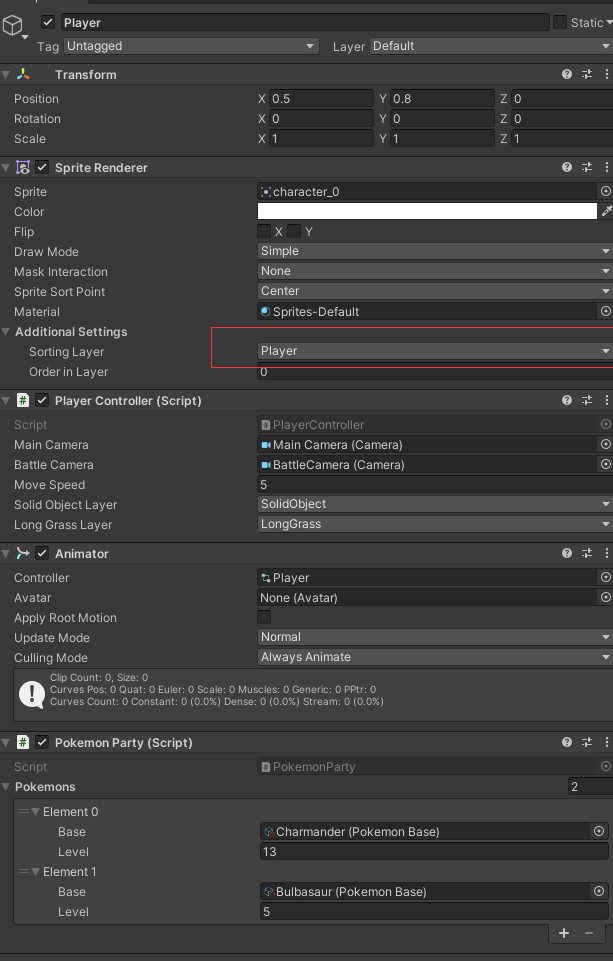 Player
Static
Tag Untagged Layer Default
Transform
Position X 0.5 Y 0.8 Z 0
Rotation X 0 Y 0 Z 0
Scale X 1 Y 1 Z 1
Sprite Renderer
Sprite character_0
Color
Flip X Y
Draw Mode Simple
Mask Interaction None
Sprite Sort Point Center
Material Sprites-Default
Additional Settings
Sorting Layer Player
Order in Layer 0
Player Controller (Script)
Script PlayerController
Main Camera Main Camera (Camera)
Battle Camera BattleCamera (Camera)
Move Speed 5
Solid Object Layer SolidObject
Long Grass Layer LongGrass
Animator
Controller Player
Avatar None (Avatar)
Apply Root Motion
Update Mode Normal
Culling Mode Always Animate
Clip Count: 0, Size: 0
Curves Pos: 0 Quat: 0 Euler: 0 Scale: 0 Muscles: 0 Generic: 0 PPtr: 0
Curves Count: 0 Constant: 0 (0.0%) Dense: 0 (0.0%) Stream: 0 (0.0%)
Pokemon Party (Script)
Script PokemonParty
Pokemons 2
Element 0
Base Charmander (Pokemon Base)
Level 13
Element 1
Base Bulbasaur (Pokemon Base)
Level 5